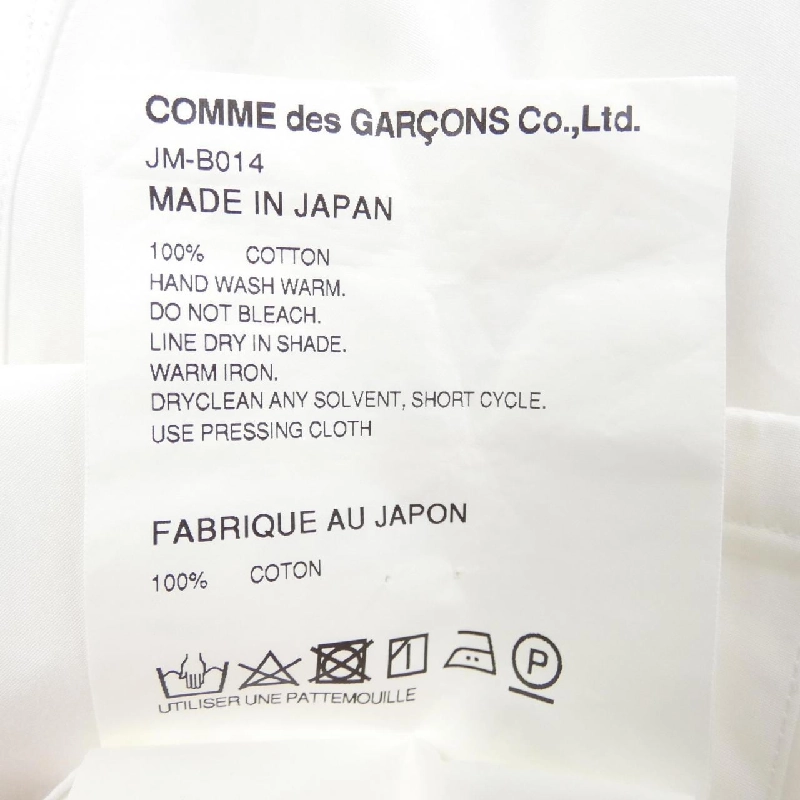 COMME des GARÇONS Co.,Ltd.
JM-B014
MADE IN JAPAN
100% COTTON
HAND WASH WARM.
DO NOT BLEACH.
LINE DRY IN SHADE.
WARM IRON.
DRYCLEAN ANY SOLVENT, SHORT CYCLE.
USE PRESSING CLOTH
FABRIQUE AU JAPON
100% COTON
P
UTILISER UNE PATTEMOUILLE